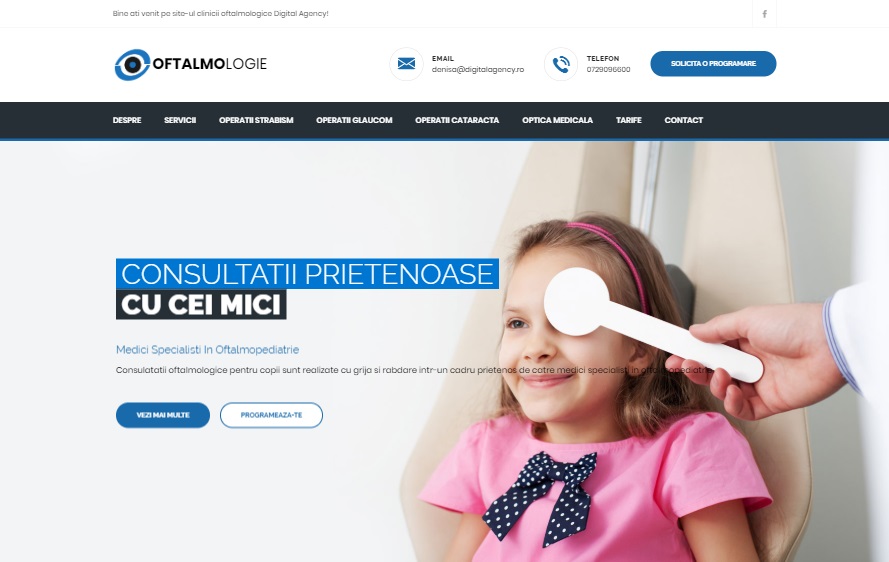 Bine ati venit pe site-ul clinicii oftalmologice Digital Agency!
OFTALMOLOGIE
EMAIL
denisa@digitalagency.ro
TELEFON
0729096600
SOLICITA O PROGRAMARE
DESPRE SERVICII OPERATII STRABISM OPERATII GLAUCOM OPERATII CATARACTA OPTICA MEDICALA TARIFE CONTACT
CONSULTATII PRIETENOASE
CU CEI MICI
Medici Specialisti In Oftalmopediatrie
Consulatatii oftalmologice pentru copii sunt realizate cu grija si rabdare intr-un cadru prietenos de catre medici specialisti in oftalmopediatrie
VEZI MAI MULTE PROGRAMEAZA-TE